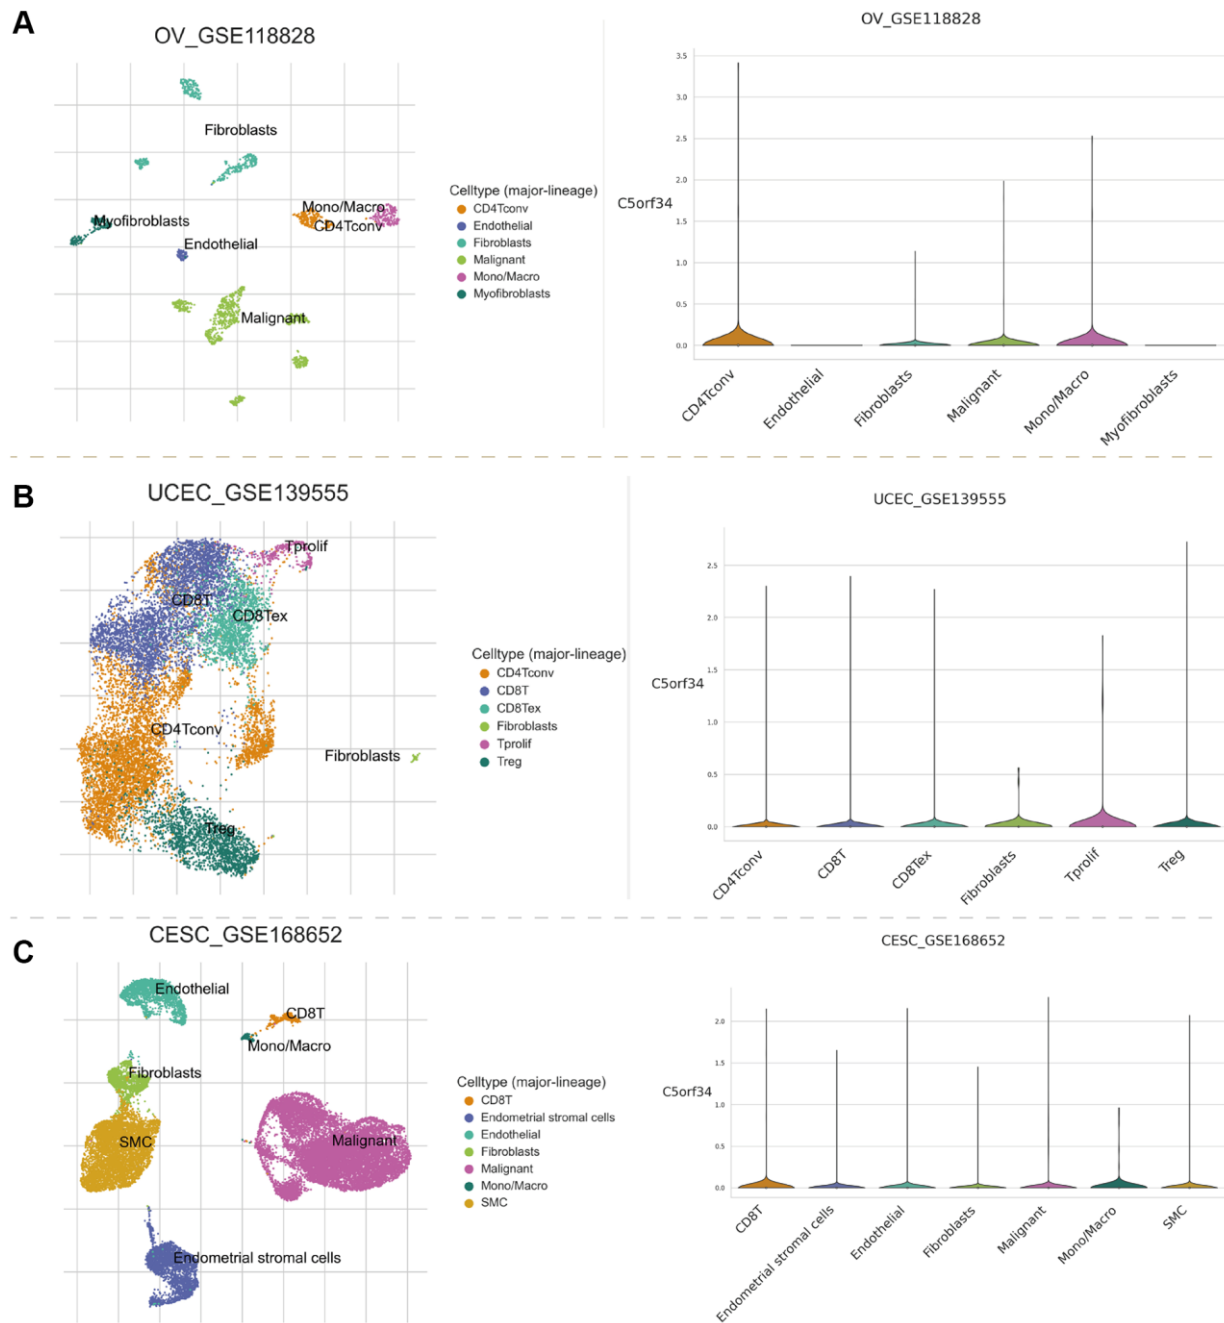 A
OV_GSE118828
Fibroblasts
Mono/Macro
CD4Tconv
Myofibroblasts
Endothelial
Malignant
Celltype (major-lineage)
CD4Tconv
Endothelial
Fibroblasts
Malignant
Mono/Macro
Myofibroblasts
OV_GSE118828
C5orf34
3.5
3.0
2.5
2.0
1.5
1.0
0.5
0.0
CD4Tconv
Endothelial
Fibroblasts
Malignant
Mono/Macro
Myofibroblasts
B
UCEC_GSE139555
Tprolif
CD8T
CD8Tex
CD4Tconv
Fibroblasts
Treg
Celltype (major-lineage)
CD4Tconv
CD8T
CD8Tex
Fibroblasts
Tprolif
Treg
UCEC_GSE139555
C5orf34
2.5
2.0
1.5
1.0
0.5
0.0
CD4Tconv
CD8T
CD8Tex
Fibroblasts
Tprolif
Treg
C
CESC_GSE168652
Endothelial
CD8T
Mono/Macro
Fibroblasts
SMC
Malignant
Endometrial stromal cells
Celltype (major-lineage)
CD8T
Endometrial stromal cells
Endothelial
Fibroblasts
Malignant
Mono/Macro
SMC
CESC_GSE168652
C5orf34
2.0
1.5
1.0
0.5
0.0
CD8T
Endometrial stromal cells
Endothelial
Fibroblasts
Malignant
Mono/Macro
SMC